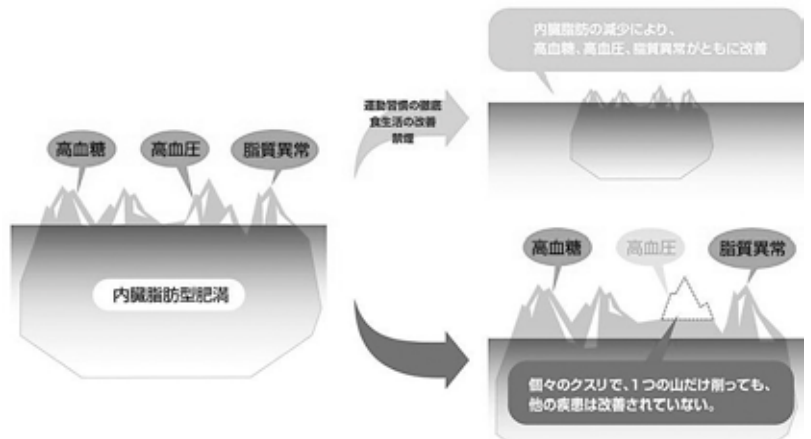 高血糖
高血圧
脂質異常
内臓脂肪型肥満
運動習慣の徹底
食生活の改善
禁煙
内臓脂肪の減少により、
高血糖、高血圧、脂質異常がともに改善
高血糖
高血圧
脂質異常
個々のクスリで、1つの山だけ削っても、
他の疾患は改善されていない。